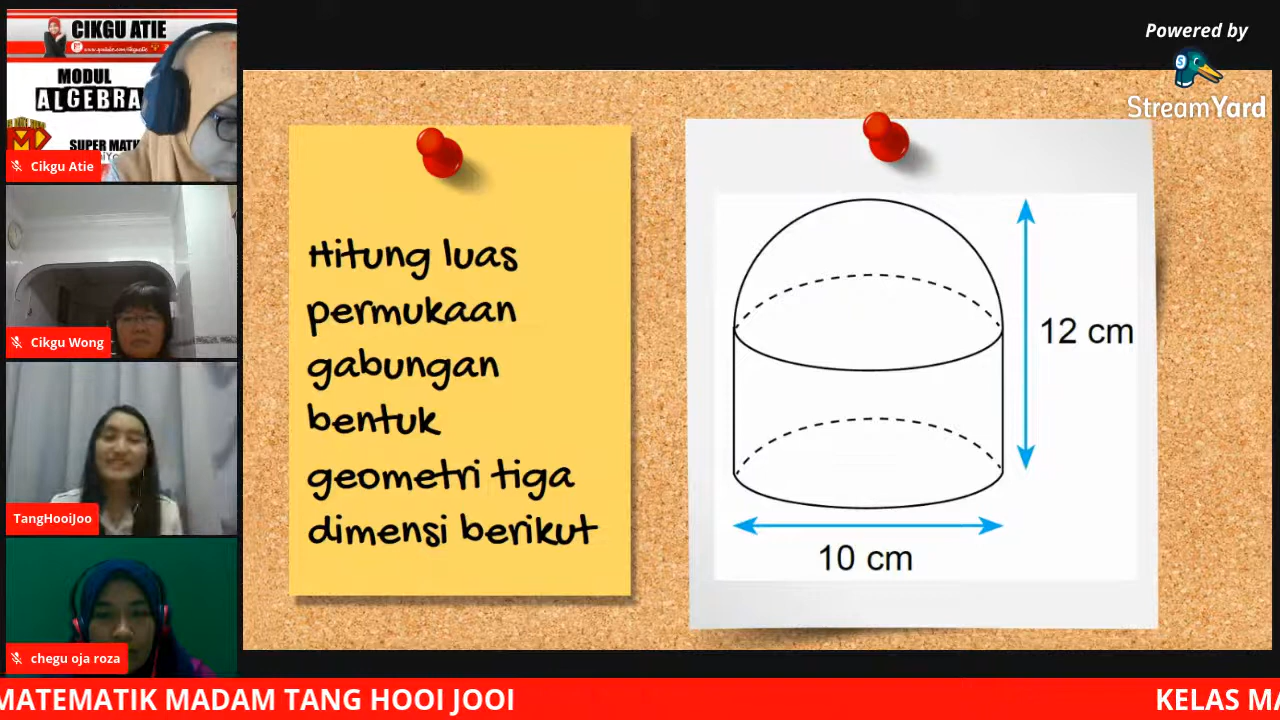 CIKGU ATIE
MODUL
ALGEBRA
SUPER MATH
Cikgu Atie
Cikgu Wong
TangHooiJoo
chegu oja roza
Powered by
StreamYard
Hitung luas
permukaan
gabungan
bentuk
geometri tiga
dimensi berikut
12 cm
10 cm
MATEMATIK MADAM TANG HOOI JOOI
KELAS MA